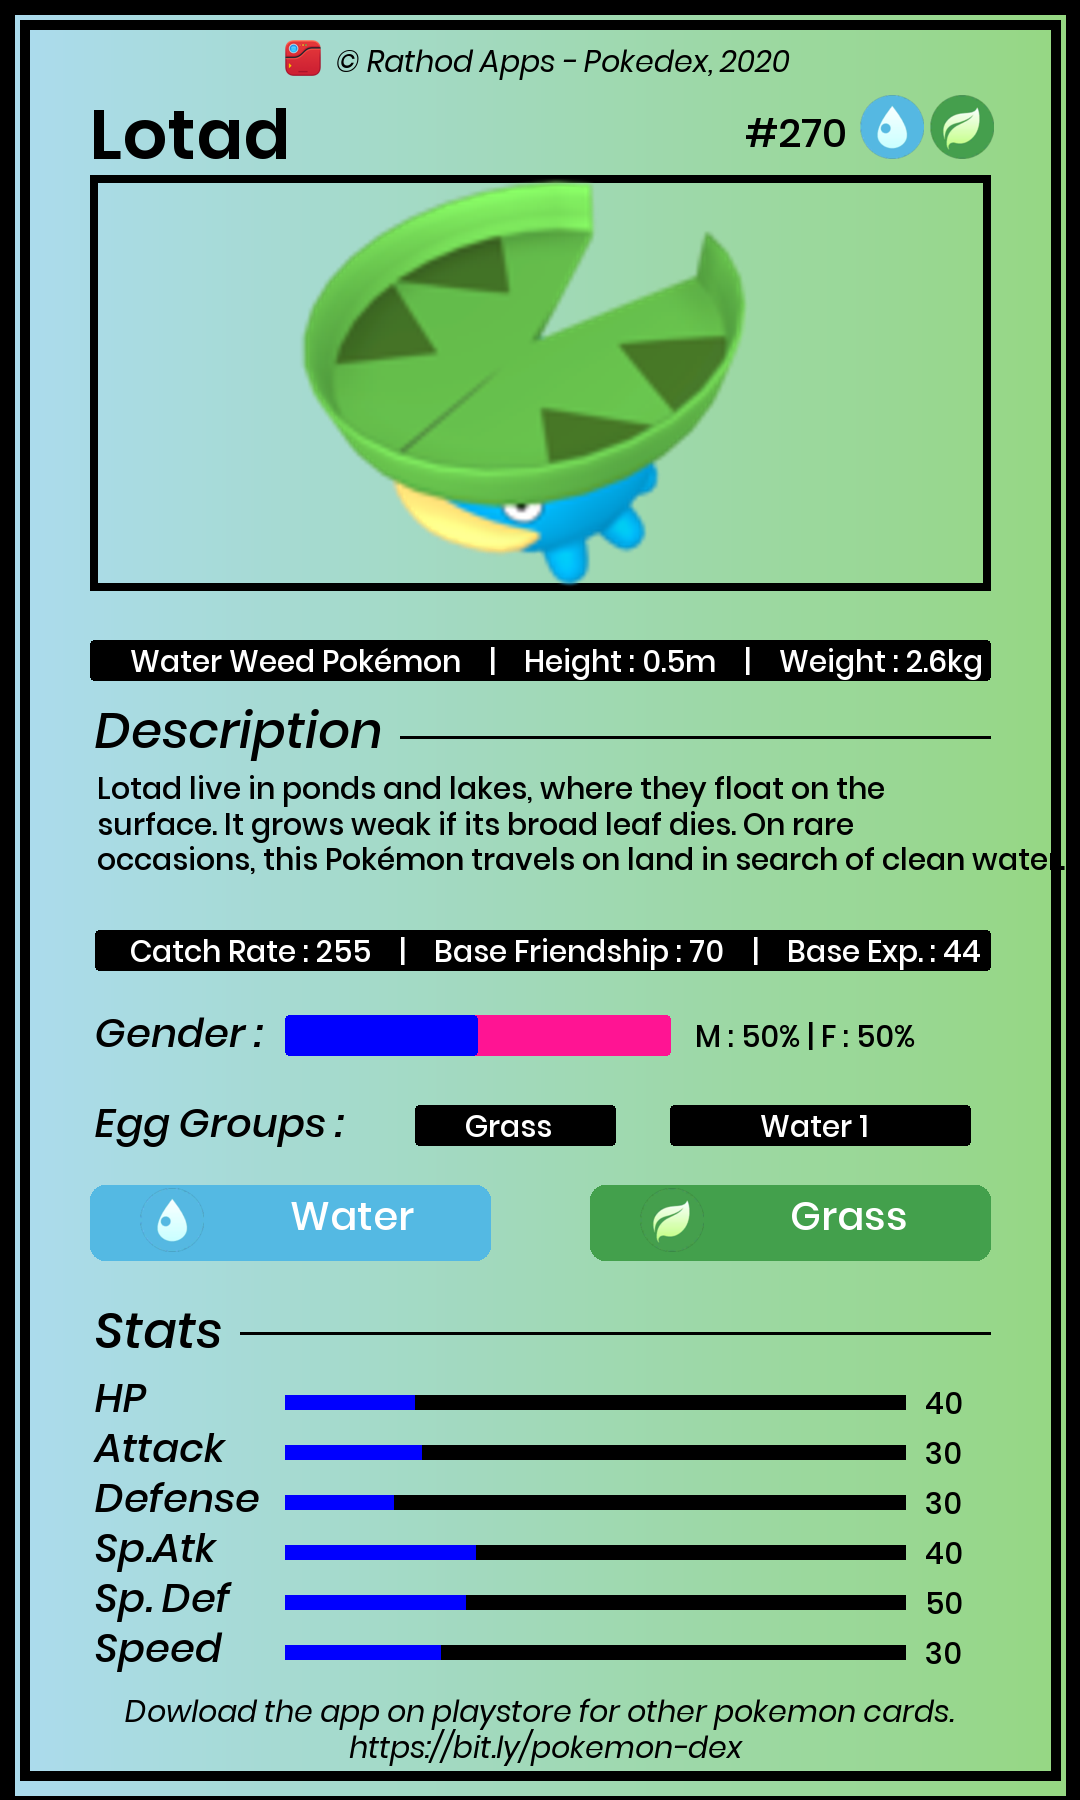 © Rathod Apps - Pokedex, 2020
Lotad #270
Water Weed Pokémon | Height : 0.5m | Weight : 2.6kg
Description
Lotad live in ponds and lakes, where they float on the
surface. It grows weak if its broad leaf dies. On rare
occasions, this Pokémon travels on land in search of clean water.
Catch Rate : 255 | Base Friendship : 70 | Base Exp. : 44
Gender : M : 50% | F : 50%
Egg Groups : Grass Water 1
Water Grass
Stats
HP 40
Attack 30
Defense 30
Sp.Atk 40
Sp. Def 50
Speed 30
Dowload the app on playstore for other pokemon cards.
https://bit.ly/pokemon-dex